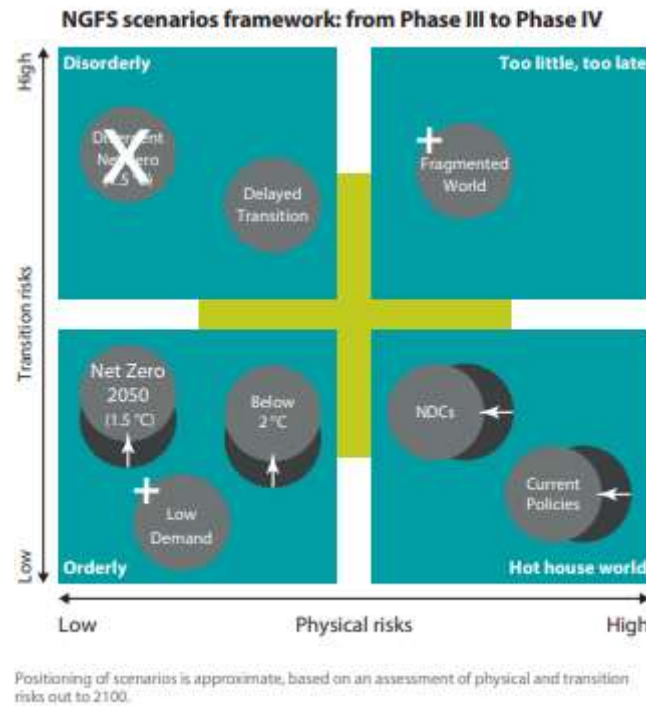 NGFS scenarios framework: from Phase III to Phase IV
High
Transition risks
Low
Disorderly
Too little, too late
X
Net
Delayed
Transition
+
Fragmented
World
Net Zero
2050
(1.5 °C)
Below
2 °C
NDCs
Current
Policies
+
Low
Demand
Orderly
Hot house world
Low
Physical risks
High
Positioning of scenarios is approximate, based on an assessment of physical and transition
risks out to 2100.